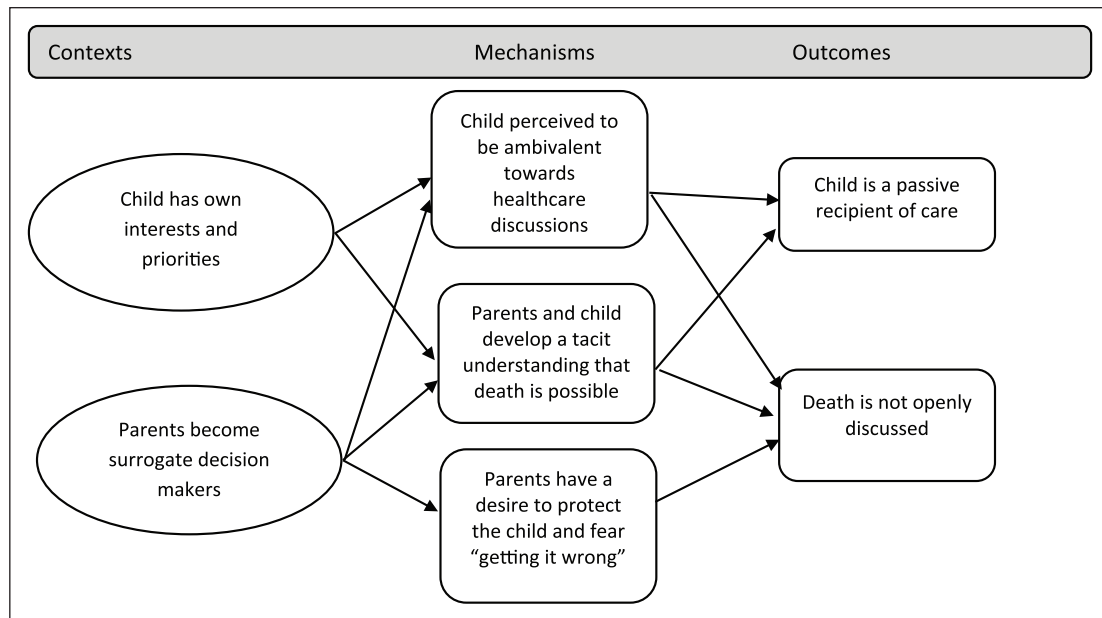 Contexts Mechanisms Outcomes
Child has own
interests and
priorities
Parents become
surrogate decision
makers
Child perceived to
be ambivalent
towards
healthcare
discussions
Parents and child
develop a tacit
understanding that
death is possible
Parents have a
desire to protect
the child and fear
“getting it wrong”
Child is a passive
recipient of care
Death is not openly
discussed